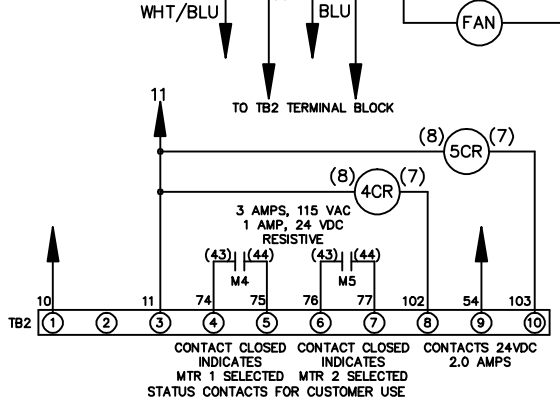 WHT/BLU
BLU
FAN
TO TB2 TERMINAL BLOCK
11
(8) 5CR (7)
(8) 4CR (7)
3 AMPS, 115 VAC
1 AMP, 24 VDC
RESISTIVE
(43) (44) (43) (44)
M4 M5
10 11 74 75 76 77 102 54 103
TB2 1 2 3 4 5 6 7 8 9 10
CONTACT CLOSED CONTACT CLOSED CONTACTS 24VDC
INDICATES INDICATES 2.0 AMPS
MTR 1 SELECTED MTR 2 SELECTED
STATUS CONTACTS FOR CUSTOMER USE